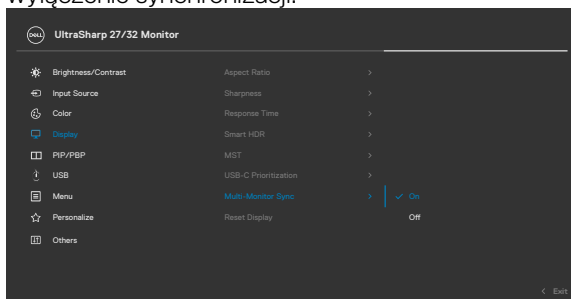 Wyłączenie synchronizacji.
DELL UltraSharp 27/32 Monitor
Brightness/Contrast Aspect Ratio >
Input Source Sharpness >
Color Response Time >
Display Smart HDR >
PIP/PBP MST >
USB USB-C Prioritization >
Menu Multi-Monitor Sync > ✓ On
Personalize Reset Display Off
Others
< Exit